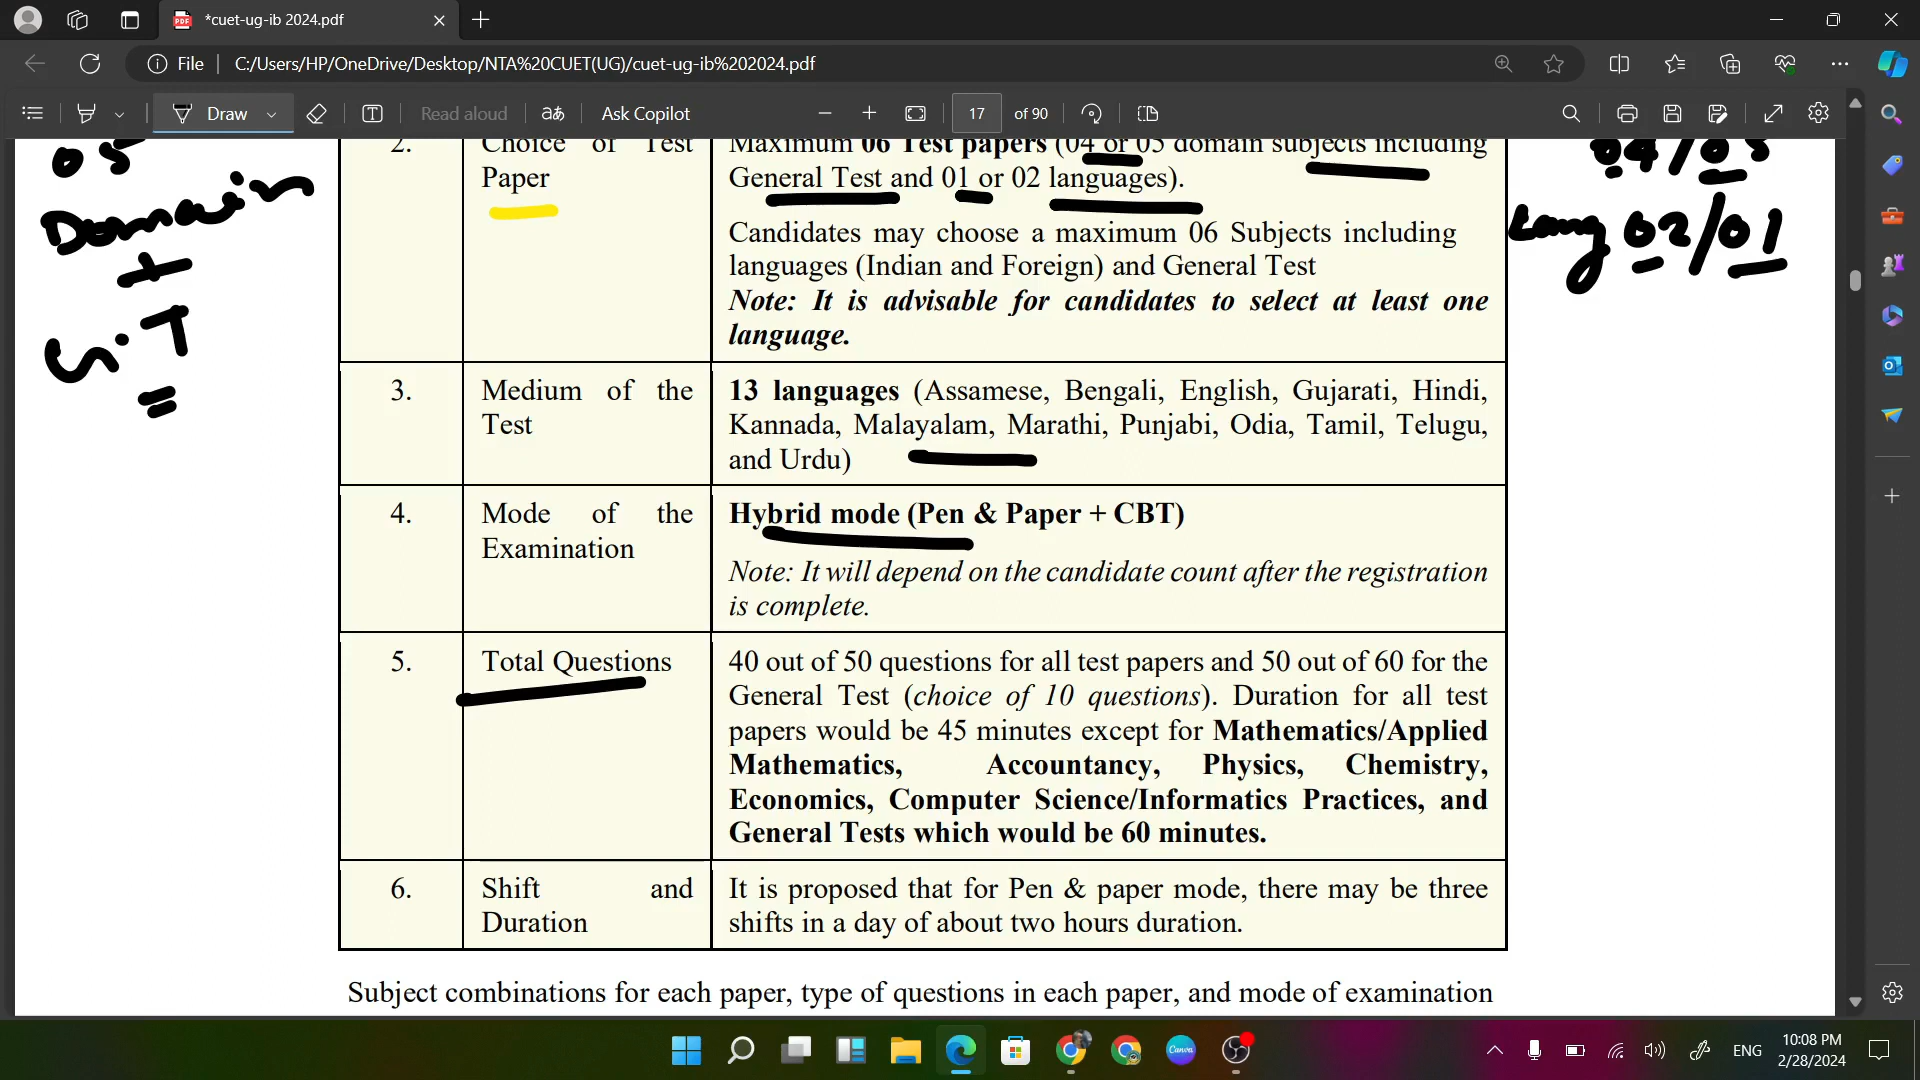 *cuet-ug-ib 2024.pdf
File
C:/Users/HP/OneDrive/Desktop/NTA%20CUET(UG)/cuet-ug-ib%202024.pdf
Draw
Read aloud
aあ
Ask Copilot
17
of 90
2.
Choice of Test
Paper
Maximum 06 Test papers (04 or 05 domain subjects including
General Test and 01 or 02 languages).
Candidates may choose a maximum 06 Subjects including
languages (Indian and Foreign) and General Test
Note: It is advisable for candidates to select at least one
language.
05
Domain
+
G.T
04/05
Lang 02/01
3.
Medium of the
Test
13 languages (Assamese, Bengali, English, Gujarati, Hindi,
Kannada, Malayalam, Marathi, Punjabi, Odia, Tamil, Telugu,
and Urdu)
4.
Mode of the
Examination
Hybrid mode (Pen & Paper + CBT)
Note: It will depend on the candidate count after the registration
is complete.
5.
Total Questions
40 out of 50 questions for all test papers and 50 out of 60 for the
General Test (choice of 10 questions). Duration for all test
papers would be 45 minutes except for Mathematics/Applied
Mathematics, Accountancy, Physics, Chemistry,
Economics, Computer Science/Informatics Practices, and
General Tests which would be 60 minutes.
6.
Shift and
Duration
It is proposed that for Pen & paper mode, there may be three
shifts in a day of about two hours duration.
Subject combinations for each paper, type of questions in each paper, and mode of examination
Canva
ENG
10:08 PM
2/28/2024